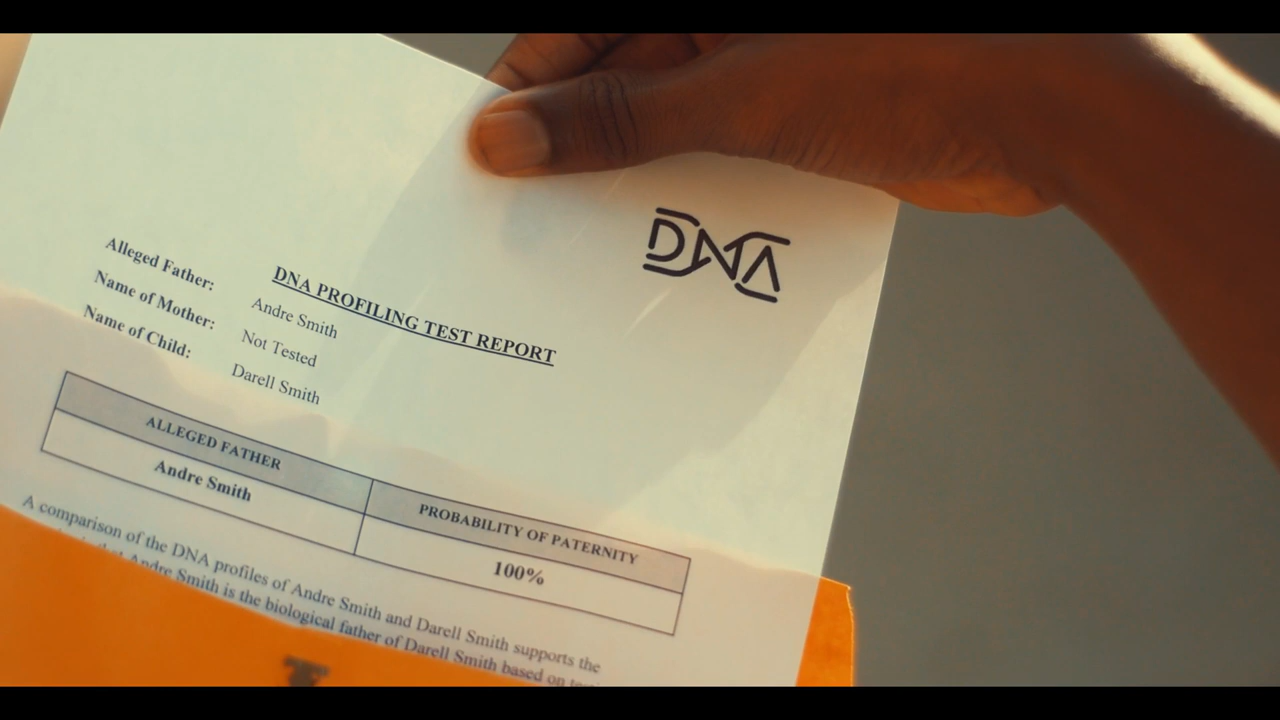 DNA
DNA PROFILING TEST REPORT
Alleged Father: Andre Smith
Name of Mother: Not Tested
Name of Child: Darell Smith
ALLEGED FATHER PROBABILITY OF PATERNITY
Andre Smith 100%
A comparison of the DNA profiles of Andre Smith and Darell Smith supports the
Andre Smith is the biological father of Darell Smith based on